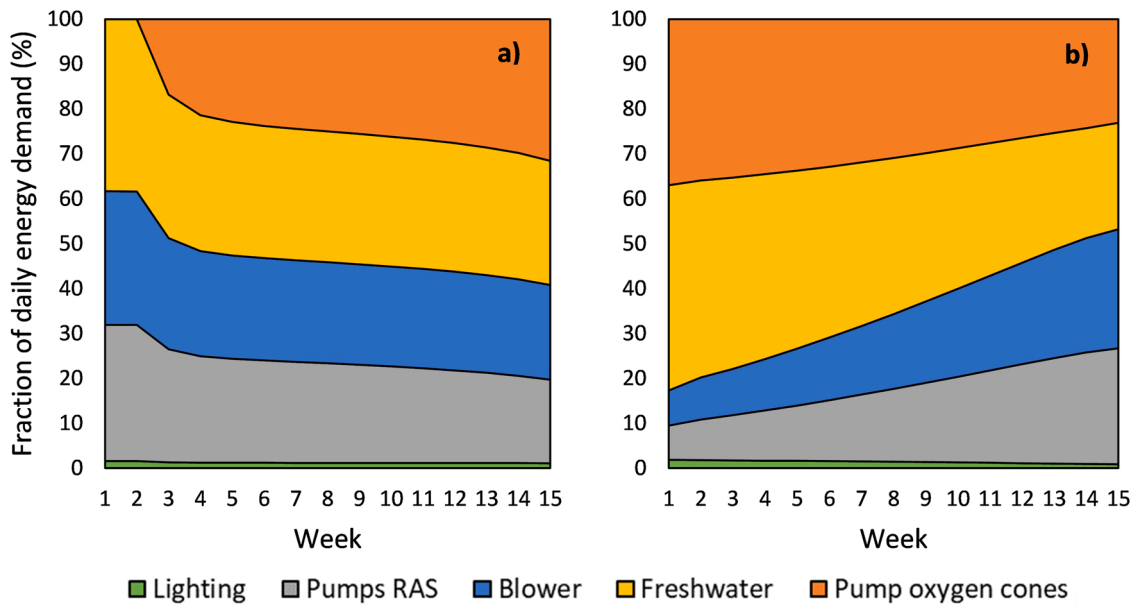 Fraction of daily energy demand (%)
100
90
80
70
60
50
40
30
20
10
0
a)
1 2 3 4 5 6 7 8 9 10 11 12 13 14 15
Week
100
90
80
70
60
50
40
30
20
10
0
b)
1 2 3 4 5 6 7 8 9 10 11 12 13 14 15
Week
Lighting Pumps RAS Blower Freshwater Pump oxygen cones